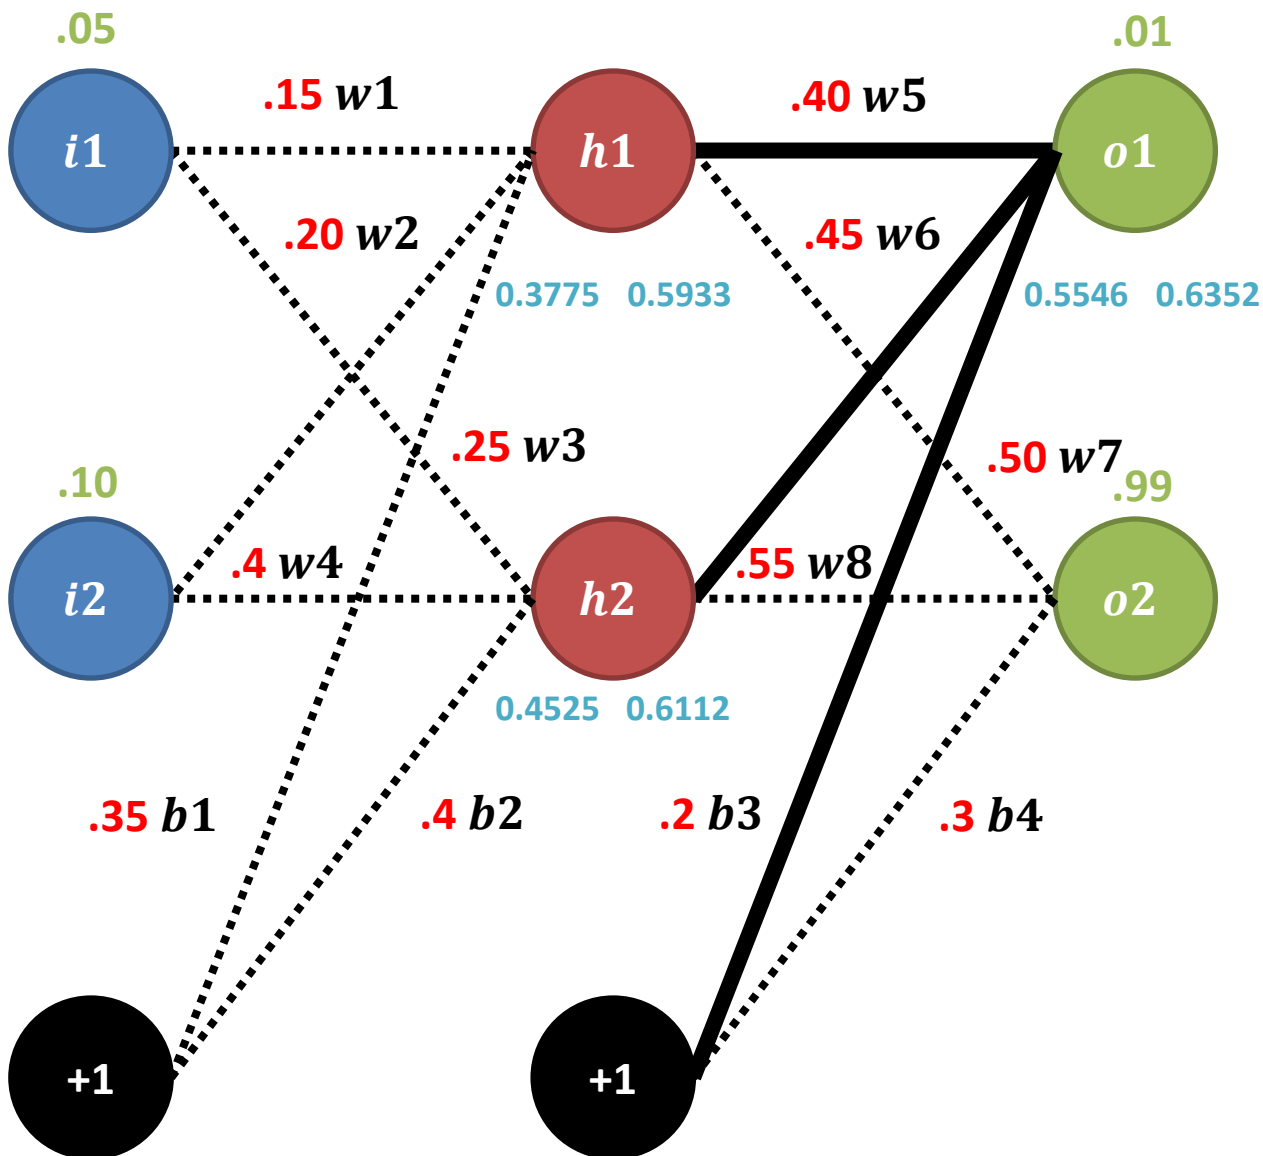 .05
.01
.15 w1
.40 w5
i1
h1
o1
.20 w2
.45 w6
0.3775 0.5933
0.5546 0.6352
.25 w3
.50 w7
.10
.99
.4 w4
.55 w8
i2
h2
o2
0.4525 0.6112
.35 b1
.4 b2
.2 b3
.3 b4
+1
+1